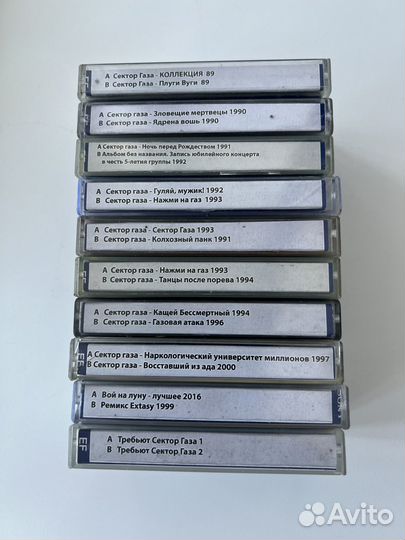 A Сектор Газа - КОЛЛЕКЦИЯ 89
B Сектор Газа - Плуги Вуги 89
A Сектор газа - Зловещие мертвецы 1990
B Сектор газа - Ядрена вошь 1990
A Сектор газа - Ночь перед Рождеством 1991
B Альбом без названия. Запись юбилейного концерта
в честь 5-летия группы 1992
A Сектор газа - Гуляй, мужик! 1992
B Сектор газа - Нажми на газ 1993
A Сектор газа - Сектор Газа 1993
B Сектор газа - Колхозный панк 1991
A Сектор газа - Нажми на газ 1993
B Сектор газа - Танцы после порева 1994
A Сектор газа - Кащей Бессмертный 1994
B Сектор газа - Газовая атака 1996
A Сектор газа - Наркологический университет миллионов 1997
B Сектор газа - Восставший из ада 2000
EF
A Вой на луну - лучшее 2016
B Ремикс Extasy 1999
A Требьют Сектор Газа 1
B Требьют Сектор Газа 2
EF
Avito